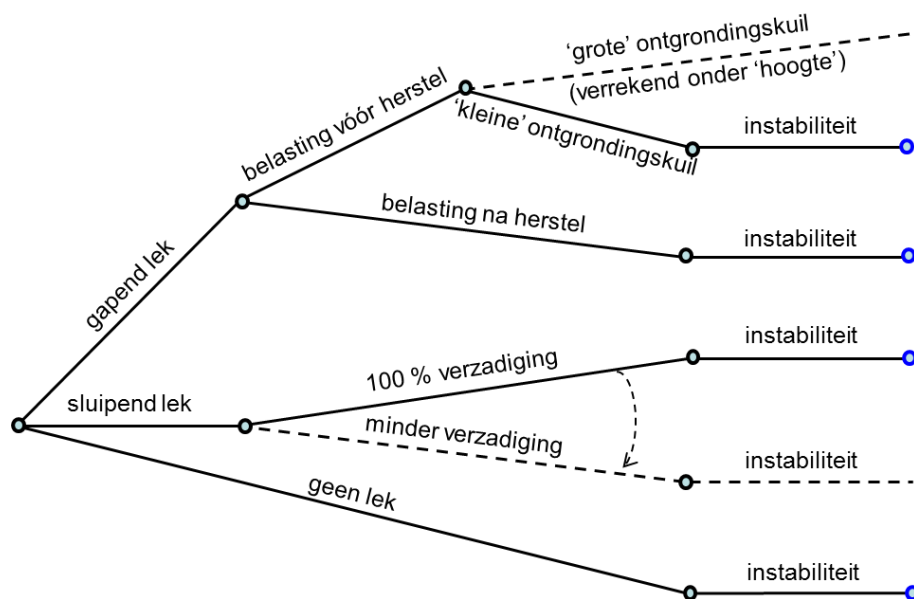 ‘grote’ ontgrondingskuil
(verrekend onder ‘hoogte’)
belasting vóór herstel
‘kleine’ ontgrondingskuil
instabiliteit
belasting na herstel
instabiliteit
gapend lek
instabiliteit
100 % verzadiging
sluipend lek
minder verzadiging
instabiliteit
geen lek
instabiliteit